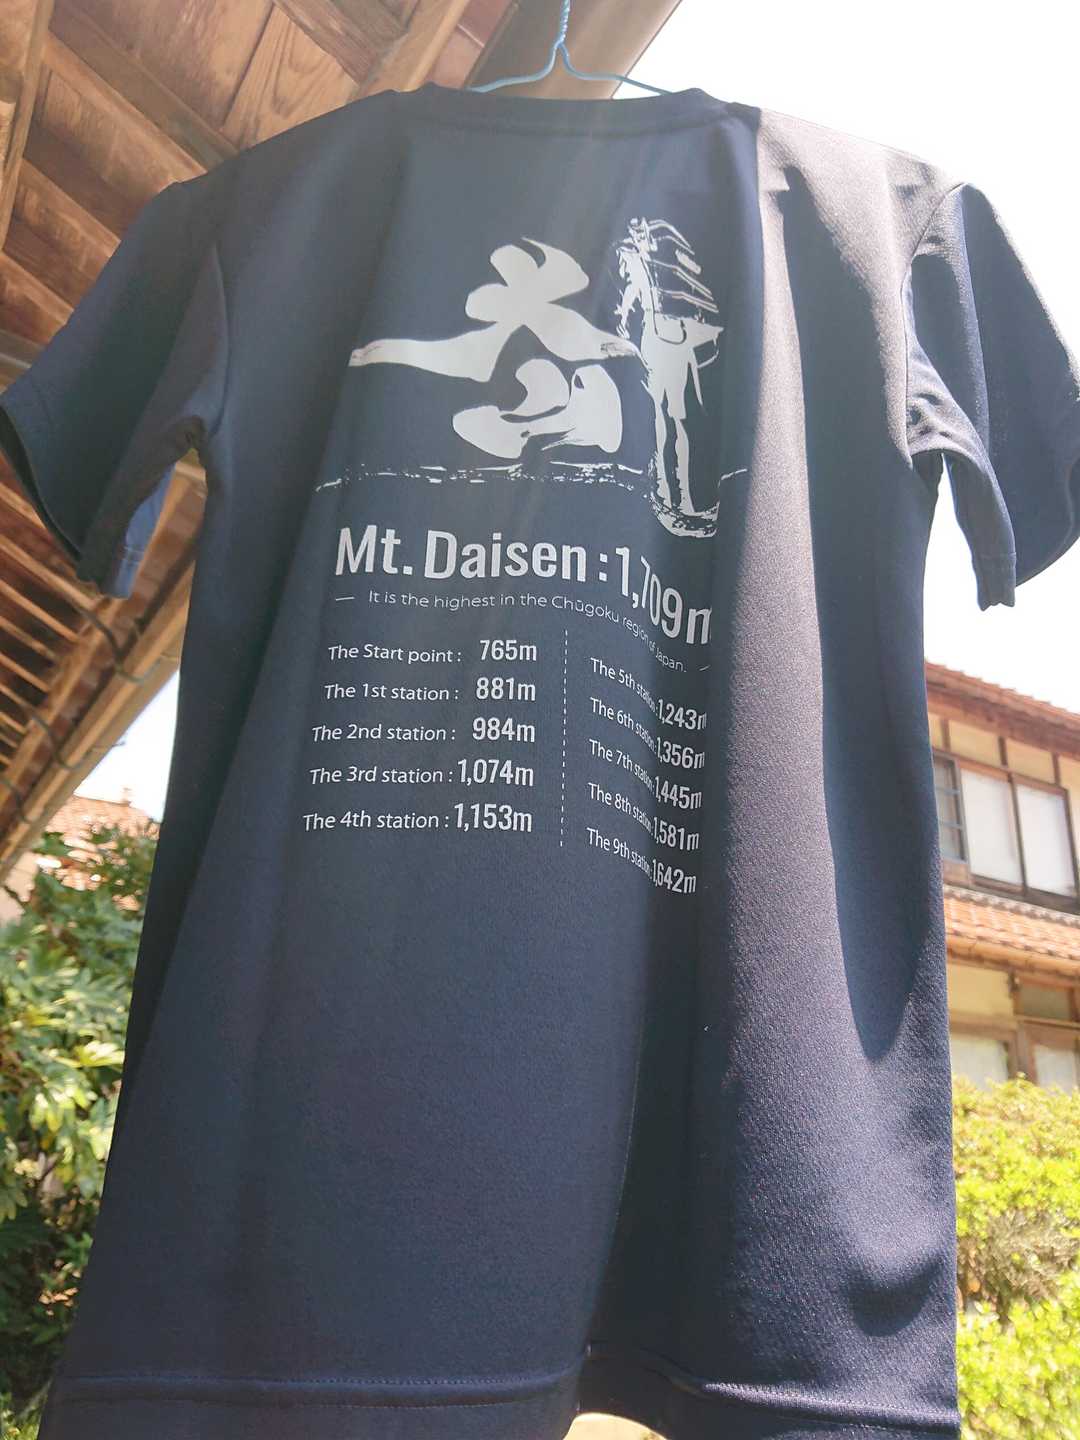 Mt. Daisen : 1,709m
It is the highest in the Chūgoku region of Japan.
The Start point : 765m
The 1st station : 881m
The 2nd station : 984m
The 3rd station : 1,074m
The 4th station : 1,153m
The 5th station : 1,243m
The 6th station : 1,356m
The 7th station : 1,445m
The 8th station : 1,581m
The 9th station : 1,642m